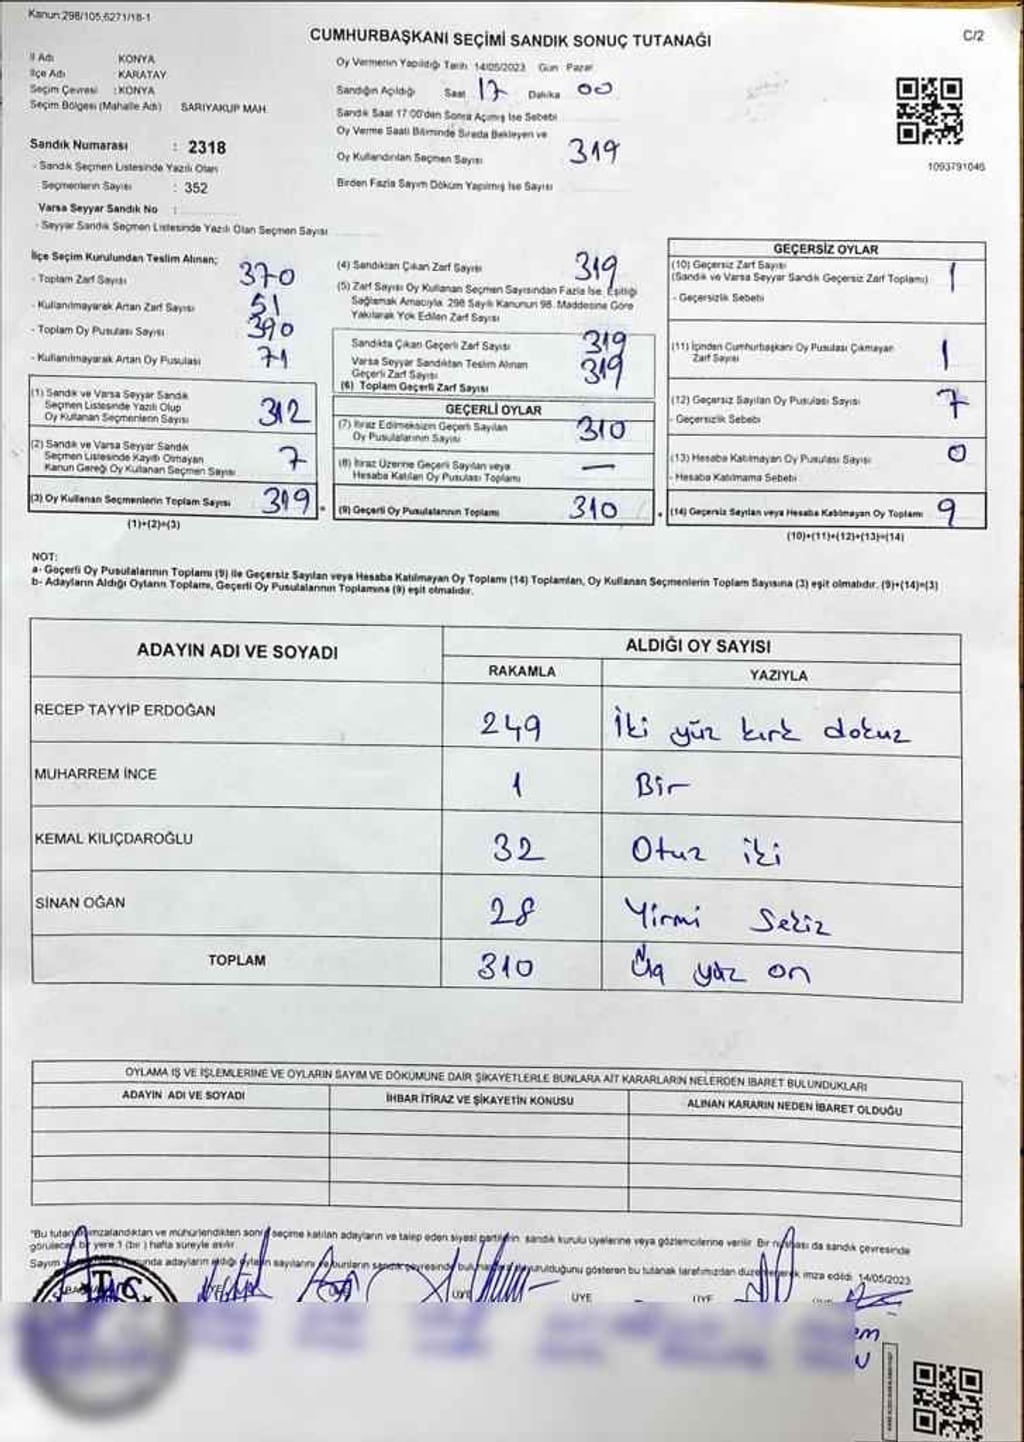 Kanun:298/105,6271/18-1
C/2
CUMHURBAŞKANI SEÇİMİ SANDIK SONUÇ TUTANAĞI
İl Adı KONYA
İlçe Adı : KARATAY
Seçim Çevresi : KONYA
Seçim Bölgesi (Mahalle Adı) SARIYAKUP MAH.
Sandık Numarası : 2318
- Sandık Seçmen Listesinde Yazılı Olan
Seçmenlerin Sayısı : 352
Varsa Seyyar Sandık No :
- Seyyar Sandık Seçmen Listesinde Yazılı Olan Seçmen Sayısı
Oy Vermenin Yapıldığı Tarih 14/05/2023 Gün Pazar
Sandığın Açıldığı Saat 17 Dakika 00
Sandık Saat 17:00'den Sonra Açımış İse Sebebi
Oy Verme Saati Bitiminde Sırada Bekleyen ve
Oy Kullandırılan Seçmen Sayısı 319
Birden Fazla Sayım Döküm Yapılmış İse Sayısı
1093791046
İlçe Seçim Kurulundan Teslim Alınan;
- Toplam Zarf Sayısı 370
- Kullanılmayarak Artan Zarf Sayısı 51
- Toplam Oy Pusulası Sayısı 390
- Kullanılmayarak Artan Oy Pusulası 71
(1) Sandık ve Varsa Seyyar Sandık
Seçmen Listesinde Yazılı Olup
Oy Kullanan Seçmenlerin Sayısı 312
(2) Sandık ve Varsa Seyyar Sandık
Seçmen Listesinde Kaydı Olmayan
Kanun Gereği Oy Kullanan Seçmen Sayısı 7
(3) Oy Kullanan Seçmenlerin Toplam Sayısı 319
(1)+(2)=(3)
(4) Sandıktan Çıkan Zarf Sayısı 319
(5) Zarf Sayısı Oy Kullanan Seçmen Sayısından Fazla İse, Eşitliği
Sağlamak Amacıyla, 298 Sayılı Kanunun 98. Maddesine Göre
Yakılarak Yok Edilen Zarf Sayısı
Sandıkta Çıkan Geçerli Zarf Sayısı 319
Varsa Seyyar Sandıktan Teslim Alınan
Geçerli Zarf Sayısı
(6) Toplam Geçerli Zarf Sayısı 319
GEÇERLİ OYLAR
(7) İtiraz Edilmeksizin Geçerli Sayılan
Oy Pusulalarının Sayısı 310
(8) İtiraz Üzerine Geçerli Sayılan veya
Hesaba Katılan Oy Pusulası Toplamı —
(9) Geçerli Oy Pusulalarının Toplamı 310
GEÇERSİZ OYLAR
(10) Geçersiz Zarf Sayısı
(Sandık ve Varsa Seyyar Sandık Geçersiz Zarf Toplamı) 1
- Geçersizlik Sebebi
(11) İçinden Cumhurbaşkanı Oy Pusulası Çıkmayan
Zarf Sayısı 1
(12) Geçersiz Sayılan Oy Pusulası Sayısı 7
- Geçersizlik Sebebi
(13) Hesaba Katılmayan Oy Pusulası Sayısı 0
- Hesaba Katılmama Sebebi
(14) Geçersiz Sayılan veya Hesaba Katılmayan Oy Toplamı 9
(10)+(11)+(12)+(13)=(14)
NOT:
a- Geçerli Oy Pusulalarının Toplamı (9) ile Geçersiz Sayılan veya Hesaba Katılmayan Oy Toplamı (14) Toplamları, Oy Kullanan Seçmenlerin Toplam Sayısına (3) eşit olmalıdır. (9)+(14)=(3)
b- Adayların Aldığı Oyların Toplamı, Geçerli Oy Pusulalarının Toplamına (9) eşit olmalıdır.
ADAYIN ADI VE SOYADI
ALDIĞI OY SAYISI
RAKAMLA YAZIYLA
RECEP TAYYİP ERDOĞAN 249 İki yüz kırk dokuz
MUHARREM İNCE 1 Bir
KEMAL KILIÇDAROĞLU 32 Otuz iki
SİNAN OĞAN 28 Yirmi Sekiz
TOPLAM 310 Üç yüz on
OYLAMA İŞ VE İŞLEMLERİNE VE OYLARIN SAYIM VE DÖKÜMÜNE DAİR ŞİKAYETLERLE BUNLARA AİT KARARLARIN NELERDEN İBARET BULUNDUKLARI
ADAYIN ADI VE SOYADI İHBAR İTİRAZ VE ŞİKAYETİN KONUSU ALINAN KARARIN NEDEN İBARET OLDUĞU
"Bu tutanak imzalandıktan ve mühürlendikten sonra seçime katılan adayların ve talep eden siyasi partilerin sandık kurulu üyelerine veya gözlemcilerine verilir. Bir nüshası da sandık çevresinde
görülecek bir yere 1 (bir) hafta süreyle asılır.
Sayım adayların aldığı oyların sayılarını ve bunların sandık çevresinde duyurulduğunu gösteren bu tutanak tarafımızdan düzenlenerek imza edildi. 14/05/2023
T.C.
ÜYE ÜYE ÜYE ÜYE ÜYE